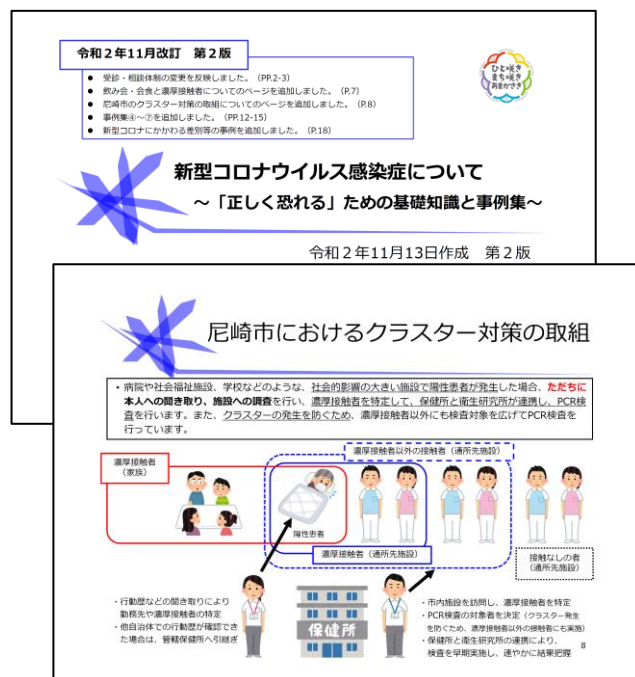 令和２年11月改訂　第２版
● 受診・相談体制の変更を反映しました。（PP.2-3）
● 飲み会・会食と濃厚接触者についてのページを追加しました。（P.7）
● 尼崎市のクラスター対策の取組についてのページを追加しました。（P.8）
● 事例集④～⑦を追加しました。（PP.12-15）
● 新型コロナにかかわる差別等の事例を追加しました。（P.18）
ひと咲き
まち咲き
あまがさき
新型コロナウイルス感染症について
～「正しく恐れる」ための基礎知識と事例集～
令和２年11月13日作成　第２版
尼崎市におけるクラスター対策の取組
・病院や社会福祉施設、学校などのような、社会的影響の大きい施設で陽性患者が発生した場合、ただちに
本人への聞き取り、施設への調査を行い、濃厚接触者を特定して、保健所と衛生研究所が連携し、PCR検
査を行います。また、クラスターの発生を防ぐため、濃厚接触者以外にも検査対象を広げてPCR検査を
行っています。
濃厚接触者
（家族）
濃厚接触者以外の接触者（通所先施設）
陽性患者
濃厚接触者（通所先施設）
接触なしの者
（通所先施設）
・行動歴などの聞き取りにより
勤務先や濃厚接触者の特定
・他自治体での行動歴が確認でき
た場合は、管轄保健所へ引継ぎ
保健所
・市内施設を訪問し、濃厚接触者を特定
・PCR検査の対象者を決定（クラスター発生
を防ぐため、濃厚接触者以外の接触者にも実施）
・保健所と衛生研究所の連携により、
検査を早期実施し、速やかに結果把握
8